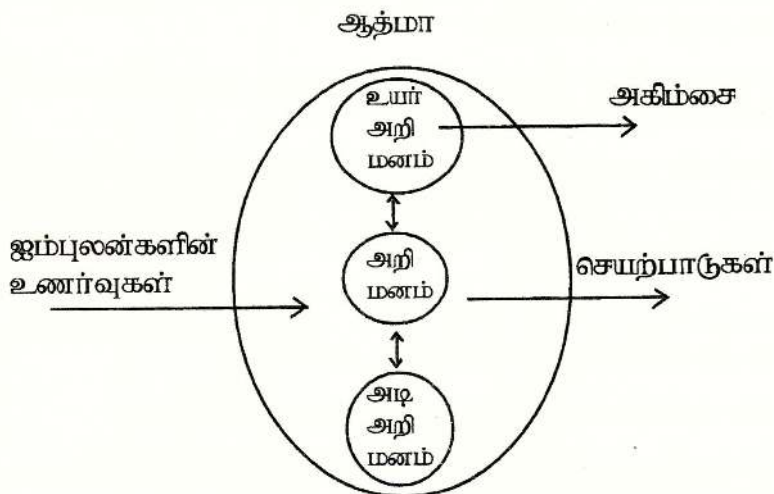 ஆத்மா
உயர்
அறி
மனம்
அகிம்சை
ஐம்புலன்களின்
உணர்வுகள்
அறி
மனம்
செயற்பாடுகள்
அடி
அறி
மனம்